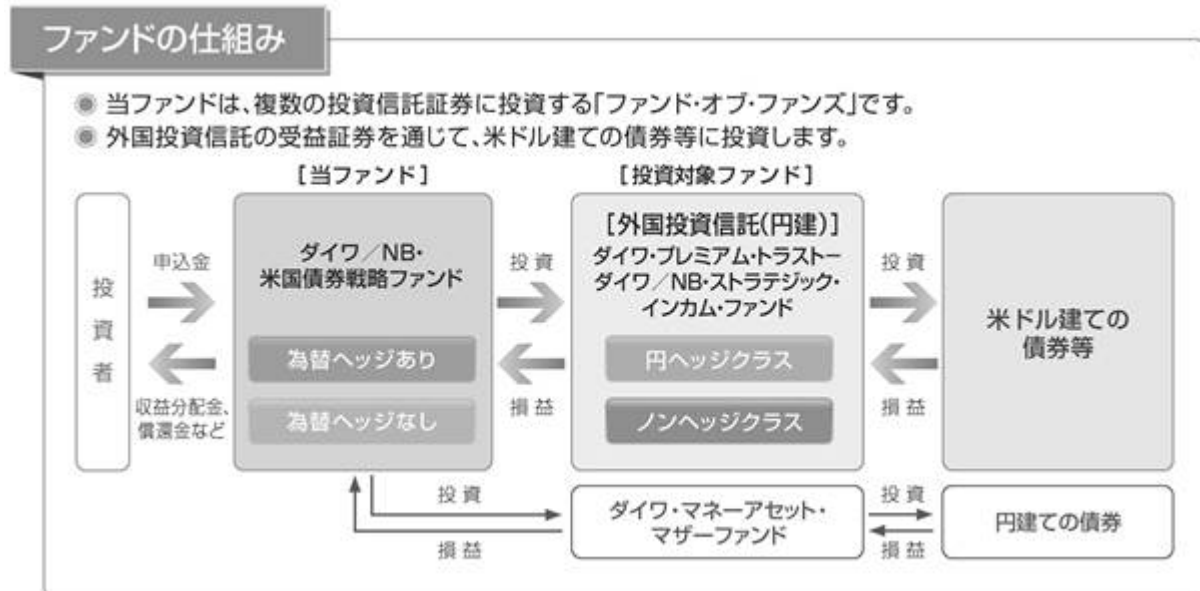 ファンドの仕組み
◉ 当ファンドは、複数の投資信託証券に投資する「ファンド・オブ・ファンズ」です。
◉ 外国投資信託の受益証券を通じて、米ドル建ての債券等に投資します。
[当ファンド]
[投資対象ファンド]
投資者
申込金
収益分配金、
償還金など
ダイワ／NB・
米国債券戦略ファンド
為替ヘッジあり
為替ヘッジなし
投資
損益
[外国投資信託(円建)]
ダイワ・プレミアム・トラストー
ダイワ／NB・ストラテジック・
インカム・ファンド
円ヘッジクラス
ノンヘッジクラス
投資
損益
米ドル建ての
債券等
投資
損益
ダイワ・マネーアセット・
マザーファンド
投資
損益
円建ての債券